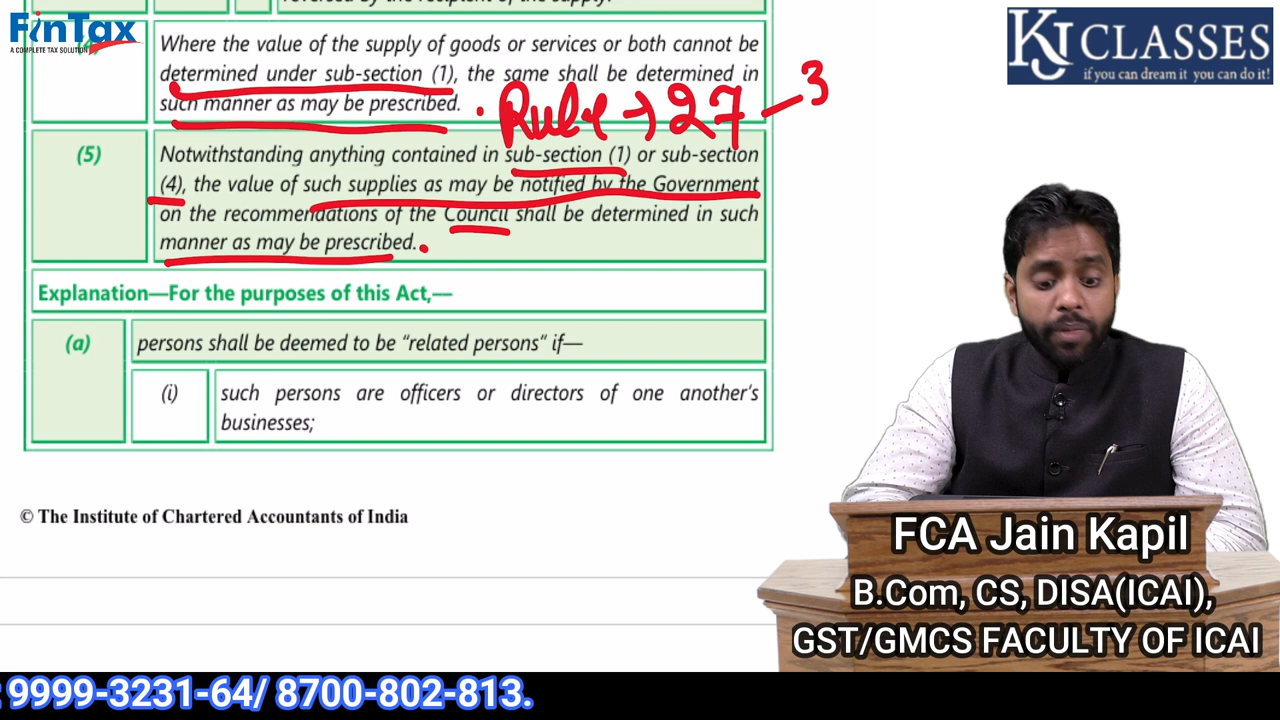 FinTax
A COMPLETE TAX SOLUTION
KJ CLASSES
if you can dream it you can do it!
reversed by the recipient of the supply.
Where the value of the supply of goods or services or both cannot be
determined under sub-section (1), the same shall be determined in
such manner as may be prescribed.
Rule → 27 – 3
(5)
Notwithstanding anything contained in sub-section (1) or sub-section
(4), the value of such supplies as may be notified by the Government
on the recommendations of the Council shall be determined in such
manner as may be prescribed.
Explanation—For the purposes of this Act,––
(a)
persons shall be deemed to be “related persons” if––
(i)
such persons are officers or directors of one another’s
businesses;
© The Institute of Chartered Accountants of India
FCA Jain Kapil
B.Com, CS, DISA(ICAI),
GST/GMCS FACULTY OF ICAI
9999-3231-64/ 8700-802-813.